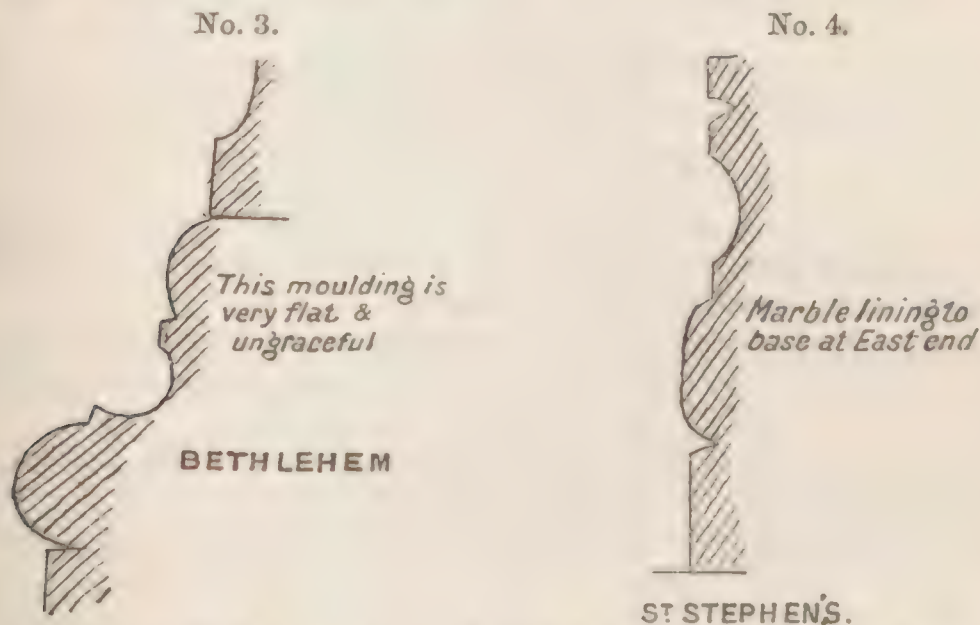 No. 3.
No. 4.
This moulding is
very flat &
ungraceful
Marble lining to
base at East end
BETHLEHEM
ST STEPHEN'S.